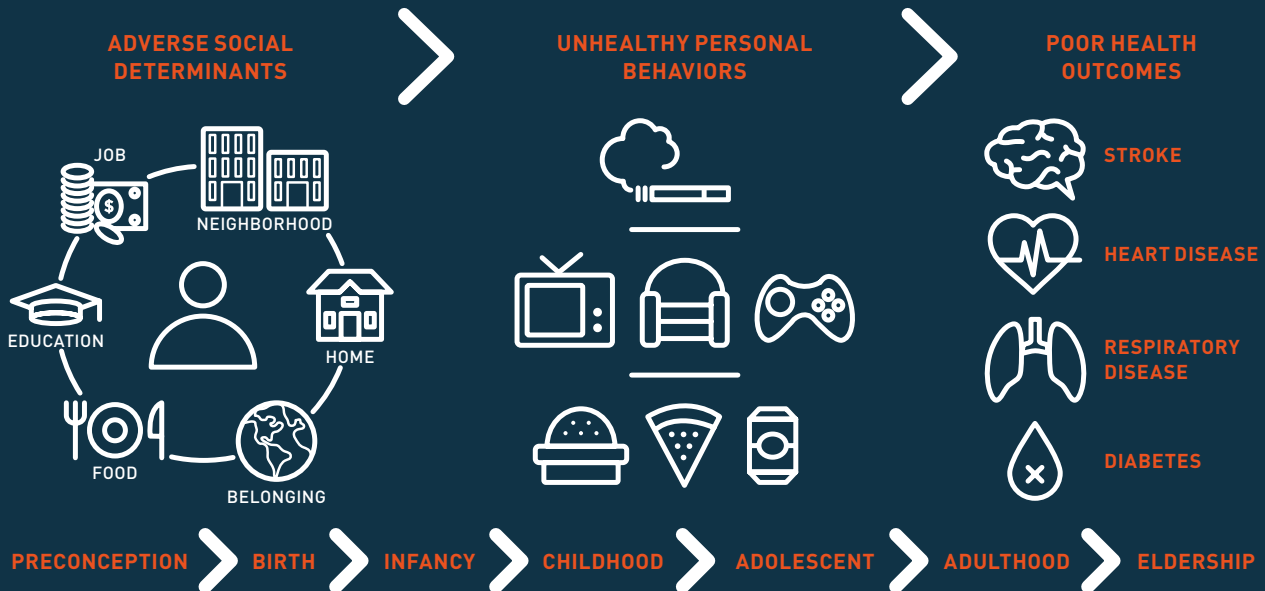 ADVERSE SOCIAL
DETERMINANTS
UNHEALTHY PERSONAL
BEHAVIORS
POOR HEALTH
OUTCOMES
JOB
$
NEIGHBORHOOD
EDUCATION
HOME
FOOD
BELONGING
STROKE
HEART DISEASE
RESPIRATORY
DISEASE
DIABETES
PRECONCEPTION
BIRTH
INFANCY
CHILDHOOD
ADOLESCENT
ADULTHOOD
ELDERSHIP